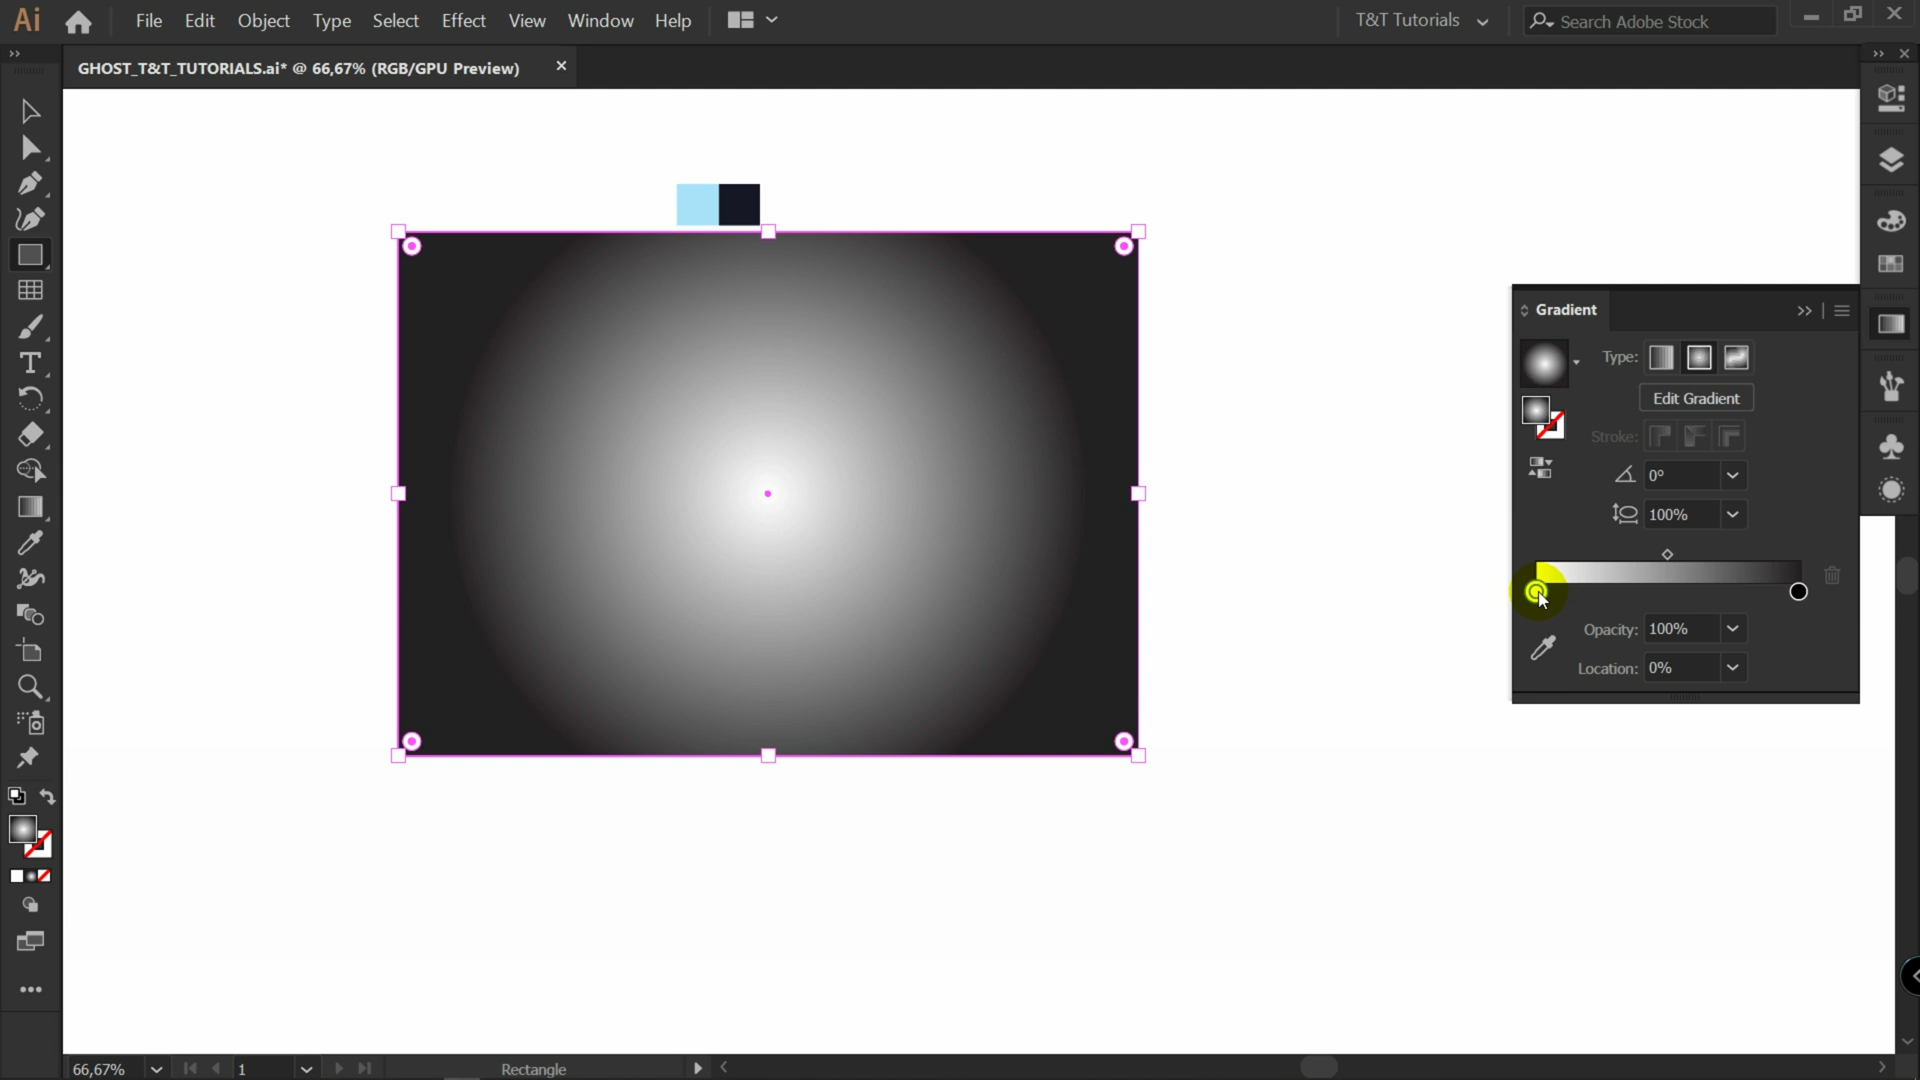 Ai File Edit Object Type Select Effect View Window Help T&T Tutorials Search Adobe Stock
GHOST_T&T_TUTORIALS.ai* @ 66,67% (RGB/GPU Preview)
Gradient
Type:
Edit Gradient
Stroke:
0°
100%
Opacity: 100%
Location: 0%
66,67% 1 Rectangle